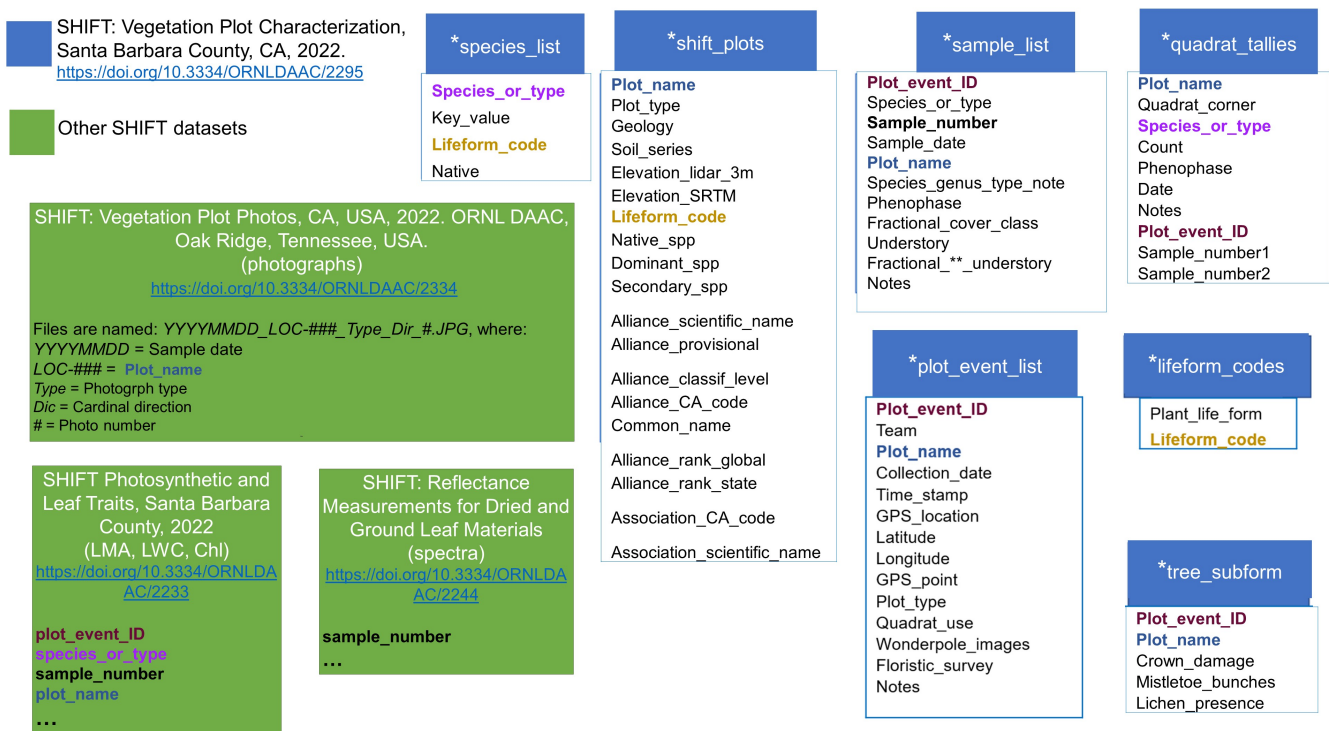 SHIFT: Vegetation Plot Characterization,
Santa Barbara County, CA, 2022.
https://doi.org/10.3334/ORNLDAAC/2295
Other SHIFT datasets
SHIFT: Vegetation Plot Photos, CA, USA, 2022. ORNL DAAC,
Oak Ridge, Tennessee, USA.
(photographs)
https://doi.org/10.3334/ORNLDAAC/2334
Files are named: YYYYMMDD_LOC-###_Type_Dir_#.JPG, where:
YYYYMMDD = Sample date
LOC-### = Plot_name
Type = Photogrph type
Dic = Cardinal direction
# = Photo number
SHIFT Photosynthetic and
Leaf Traits, Santa Barbara
County, 2022
(LMA, LWC, Chl)
https://doi.org/10.3334/ORNLDA
AC/2233
plot_event_ID
species_or_type
sample_number
plot_name
...
SHIFT: Reflectance
Measurements for Dried and
Ground Leaf Materials
(spectra)
https://doi.org/10.3334/ORNLDA
AC/2244
sample_number
...
*species_list
Species_or_type
Key_value
Lifeform_code
Native
*shift_plots
Plot_name
Plot_type
Geology
Soil_series
Elevation_lidar_3m
Elevation_SRTM
Lifeform_code
Native_spp
Dominant_spp
Secondary_spp
Alliance_scientific_name
Alliance_provisional
Alliance_classif_level
Alliance_CA_code
Common_name
Alliance_rank_global
Alliance_rank_state
Association_CA_code
Association_scientific_name
*sample_list
Plot_event_ID
Species_or_type
Sample_number
Sample_date
Plot_name
Species_genus_type_note
Phenophase
Fractional_cover_class
Understory
Fractional_**_understory
Notes
*plot_event_list
Plot_event_ID
Team
Plot_name
Collection_date
Time_stamp
GPS_location
Latitude
Longitude
GPS_point
Plot_type
Quadrat_use
Wonderpole_images
Floristic_survey
Notes
*quadrat_tallies
Plot_name
Quadrat_corner
Species_or_type
Count
Phenophase
Date
Notes
Plot_event_ID
Sample_number1
Sample_number2
*lifeform_codes
Plant_life_form
Lifeform_code
*tree_subform
Plot_event_ID
Plot_name
Crown_damage
Mistletoe_bunches
Lichen_presence